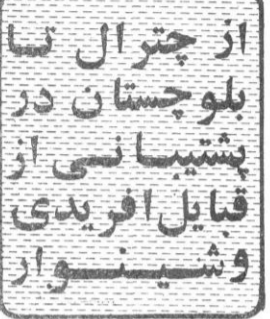 از چترال تا
بلوچستان در
پشتیبانی از
قبایل افریدی
وشینوار